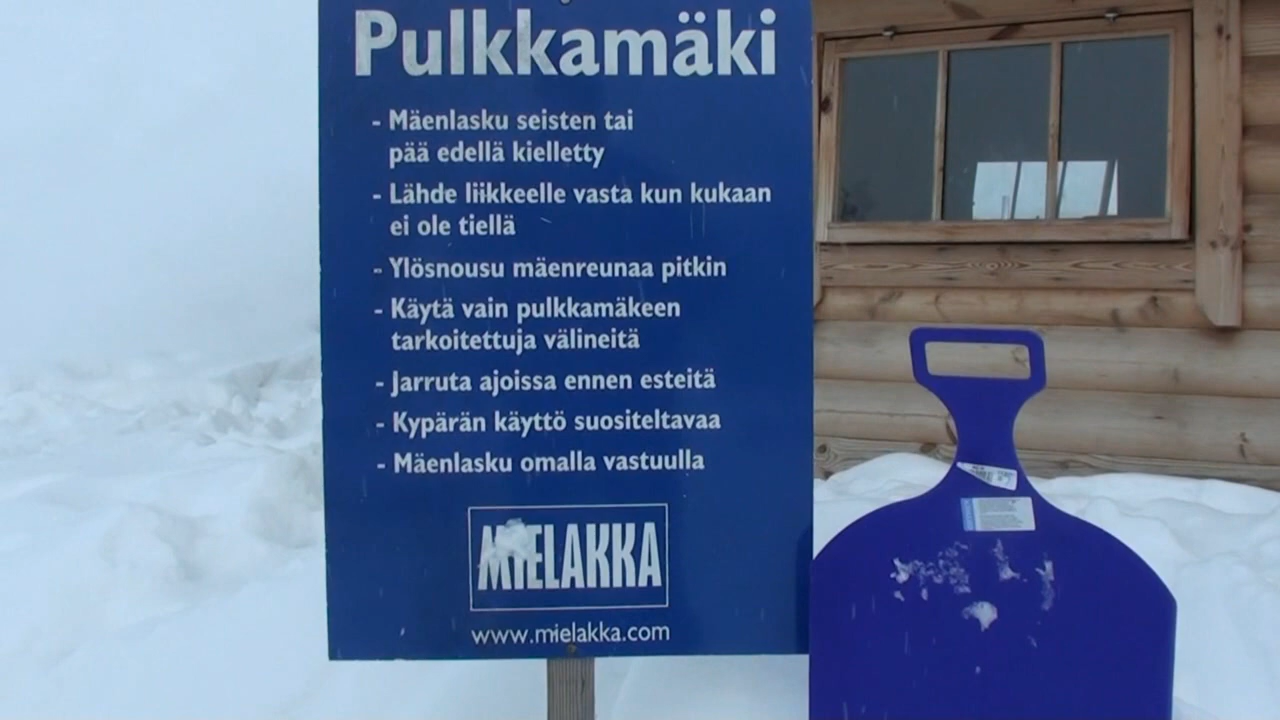 Pulkkamäki
- Mäenlasku seisten tai
pää edellä kielletty
- Lähde liikkeelle vasta kun kukaan
ei ole tiellä
- Ylösnousu mäenreunaa pitkin
- Käytä vain pulkkamäkeen
tarkoitettuja välineitä
- Jarruta ajoissa ennen esteitä
- Kypärän käyttö suositeltavaa
- Mäenlasku omalla vastuulla
MIELAKKA
www.mielakka.com